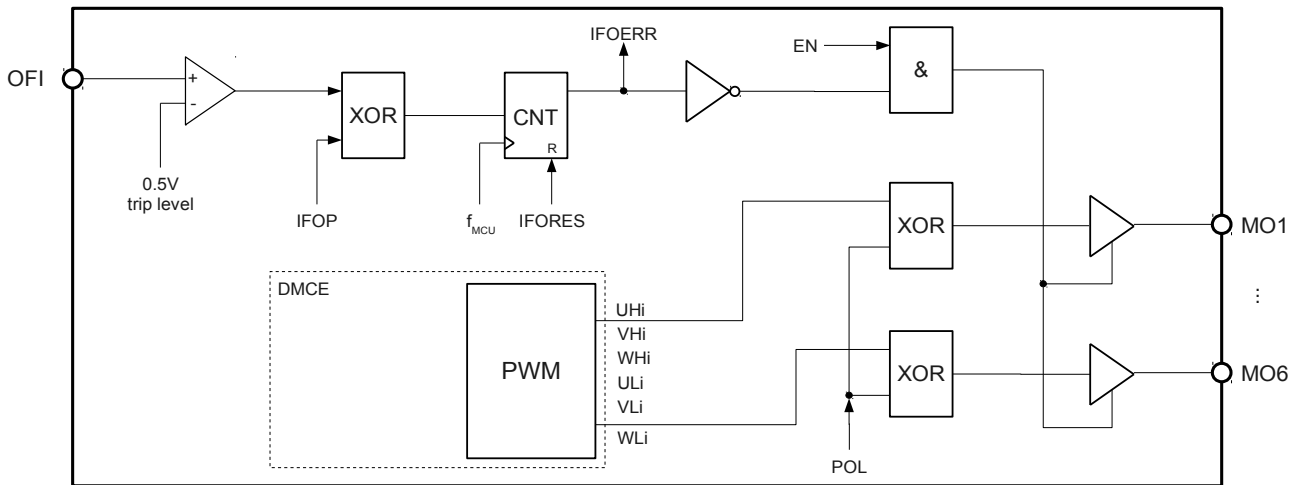 IFOERR
EN
OFI
+
-
&
XOR
CNT
R
0.5V
trip level
IFOP
fMCU
IFORES
XOR
MO1
DMCE
UHi
VHi
WHi
ULi
VLi
WLi
PWM
...
XOR
MO6
POL